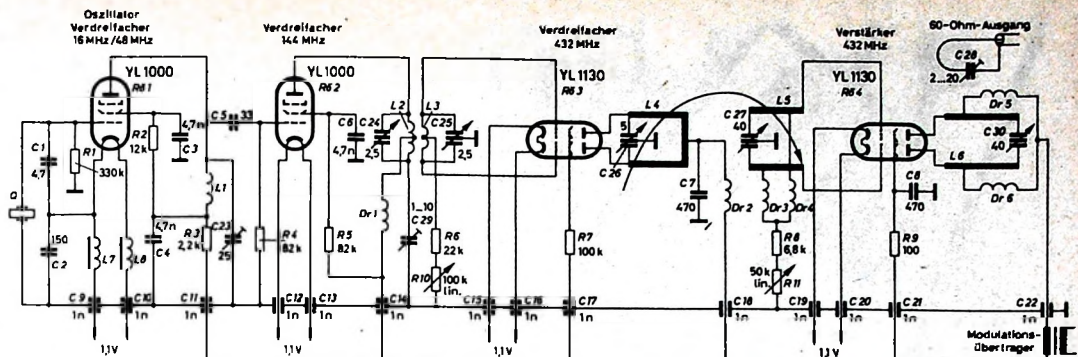 Oszillator
Verdreifacher
16 MHz/48 MHz
Verdreifacher
144 MHz
Verdreifacher
432 MHz
Verstärker
432 MHz
60-Ohm-Ausgang
C28
2...20
YL 1000
Rö1
YL 1000
Rö2
YL 1130
Rö3
YL 1130
Rö4
C1
4,7
R1
330k
R2
12k
4,7n
C3
C5 33
L1
Q
150
C2
L7
L8
4,7n
C4
R3
2,2k
C23
25
R4
82k
R5
82k
C6
4,7n
C24
2,5
L2
L3
C25
2,5
Dr1
1...10
C29
R6
22k
R10
100k
lin.
R7
100k
5
C26
L4
C7
470
Dr2
C27
40
L5
Dr3
Dr4
R8
6,8k
50k
lin.
R11
C8
470
R9
100
Dr5
C30
40
L6
Dr6
C9
1n
C10
1n
C11
1n
C12
1n
C13
1n
C14
1n
C15
1n
C16
1n
C17
1n
C18
1n
C19
1n
C20
1n
C21
1n
C22
1n
1,1V
1,1V
1,1V
1,1V
Modulations-
übertrager